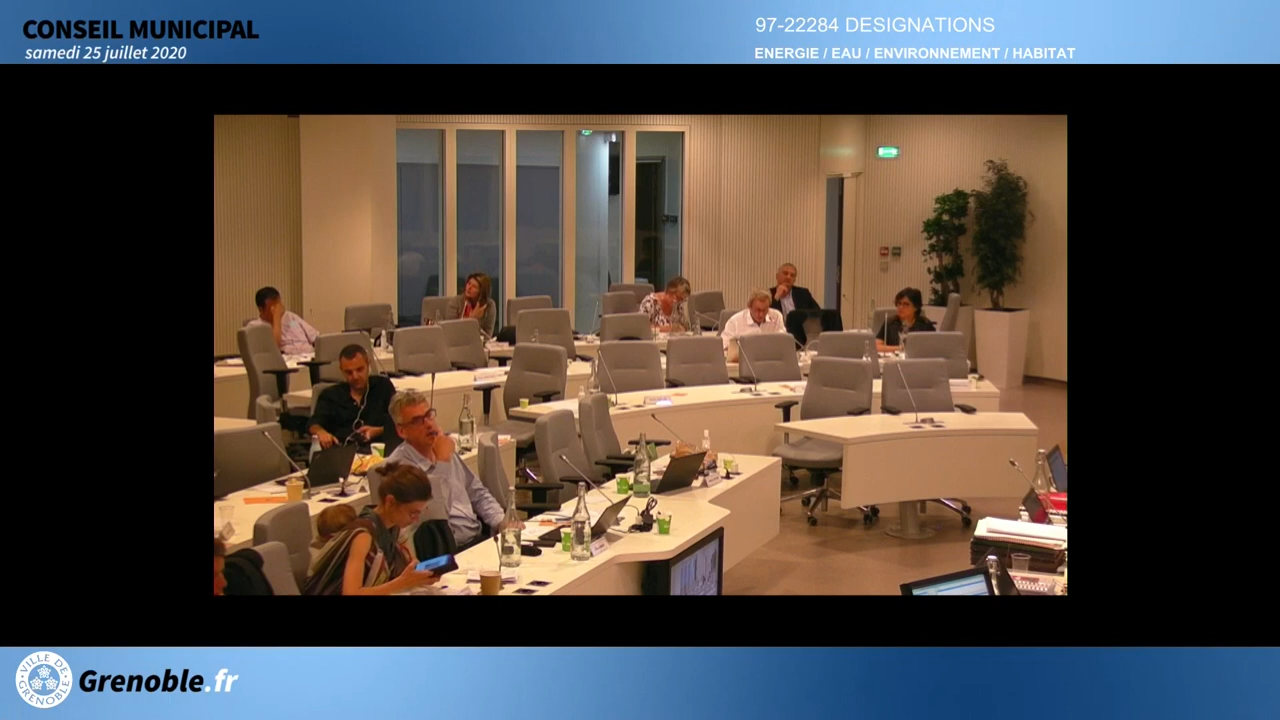 CONSEIL MUNICIPAL
samedi 25 juillet 2020
97-22284 DESIGNATIONS
ENERGIE / EAU / ENVIRONNEMENT / HABITAT
VILLE DE
GRENOBLE
Grenoble.fr